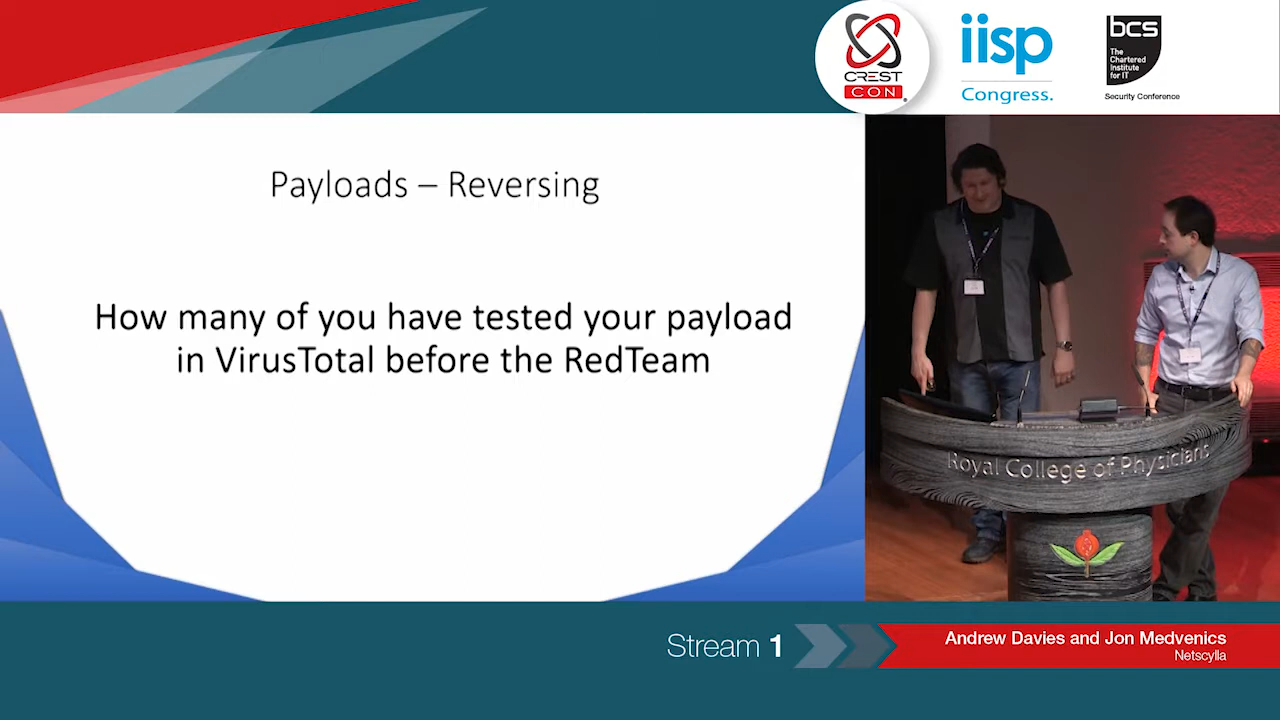 CREST
CON
iisp
Congress.
bcs
The
Chartered
Institute
for IT
Security Conference
Payloads – Reversing
How many of you have tested your payload
in VirusTotal before the RedTeam
Royal College of Physicians
Stream 1
Andrew Davies and Jon Medvenics
Netscylla